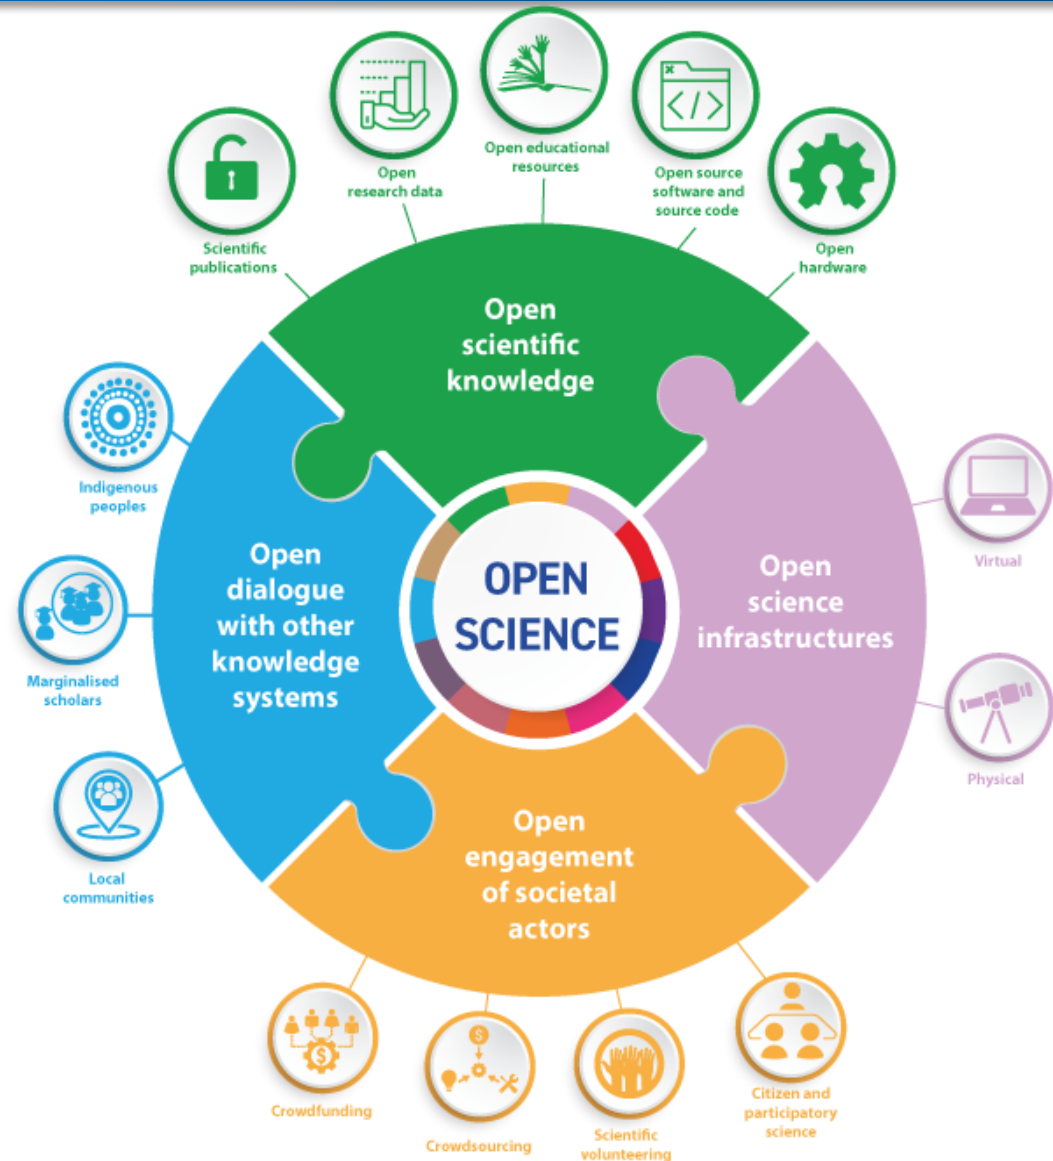 Open educational
resources
Open
research data
Open source
software and
source code
Scientific
publications
Open
hardware
Open
scientific
knowledge
Indigenous
peoples
Marginalised
scholars
Local
communities
Open
dialogue
with other
knowledge
systems
OPEN
SCIENCE
Open
science
infrastructures
Virtual
Physical
Open
engagement
of societal
actors
Crowdfunding
Crowdsourcing
Scientific
volunteering
Citizen and
participatory
science